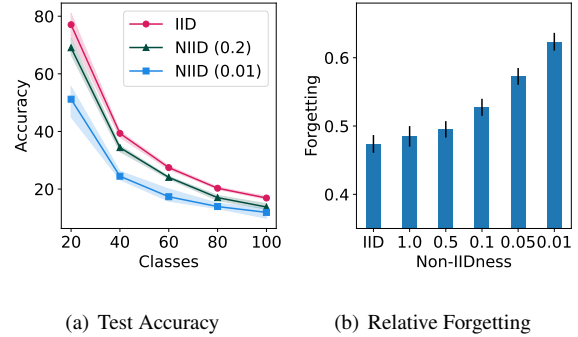 80
60
40
20
Accuracy
IID
NIID (0.2)
NIID (0.01)
20 40 60 80 100
Classes
0.6
0.5
0.4
Forgetting
IID 1.0 0.5 0.1 0.05 0.01
Non-IIDness
(a) Test Accuracy
(b) Relative Forgetting